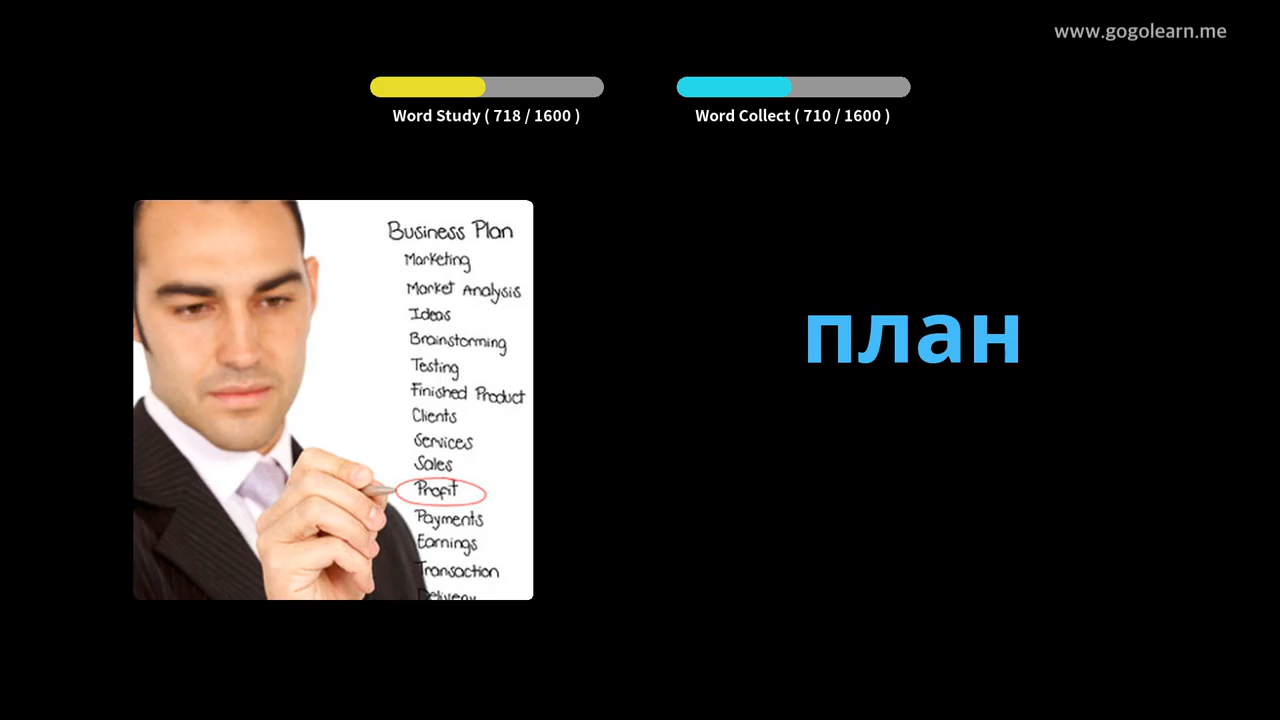 www.gogolearn.me
Word Study ( 718 / 1600 )
Word Collect ( 710 / 1600 )
Business Plan
Marketing
Market Analysis
Ideas
Brainstorming
Testing
Finished Product
Clients
Services
Sales
Profit
Payments
Earnings
Transaction
Delivery
план